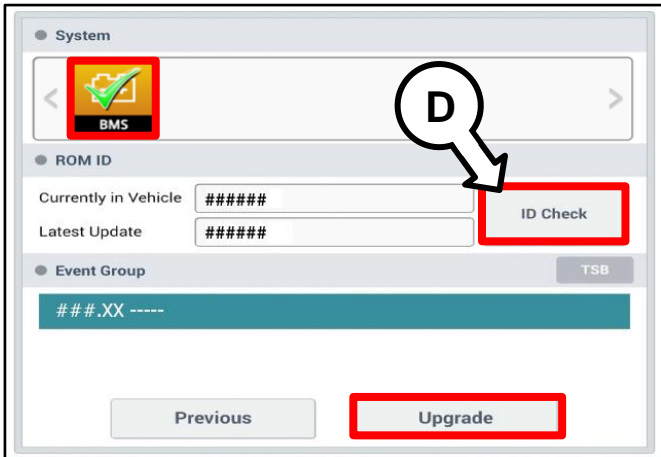 System
<
BMS
>
D
ROM ID
Currently in Vehicle ######
ID Check
Latest Update ######
Event Group TSB
###.XX -----
Previous Upgrade